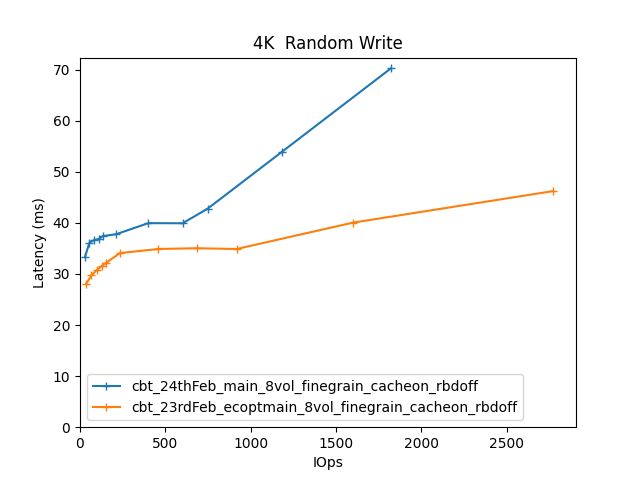 4K  Random Write
70
60
50
40
30
20
10
0
Latency (ms)
cbt_24thFeb_main_8vol_finegrain_cacheon_rbdoff
cbt_23rdFeb_ecoptmain_8vol_finegrain_cacheon_rbdoff
0 500 1000 1500 2000 2500
IOps